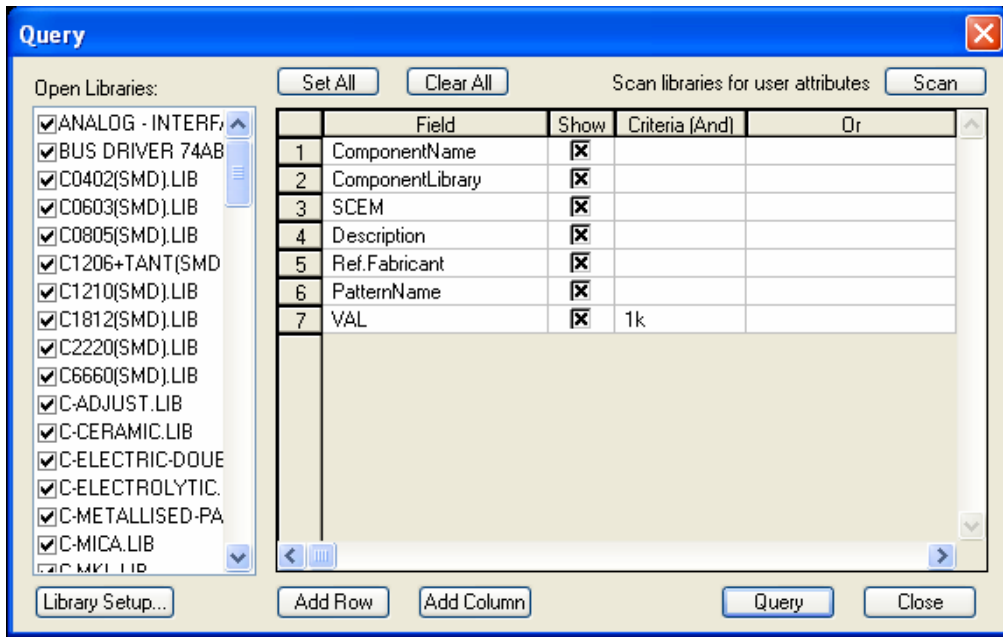 Query
Open Libraries:
Set All Clear All Scan libraries for user attributes Scan
ANALOG - INTERF
BUS DRIVER 74AB
C0402(SMD).LIB
C0603(SMD).LIB
C0805(SMD).LIB
C1206+TANT(SMD
C1210(SMD).LIB
C1812(SMD).LIB
C2220(SMD).LIB
C6660(SMD).LIB
C-ADJUST.LIB
C-CERAMIC.LIB
C-ELECTRIC-DOUE
C-ELECTROLYTIC.
C-METALLISED-PA
C-MICA.LIB
C-MKL.LIB
Field Show Criteria (And) Or
1 ComponentName
2 ComponentLibrary
3 SCEM
4 Description
5 Ref.Fabricant
6 PatternName
7 VAL 1k
Library Setup... Add Row Add Column Query Close